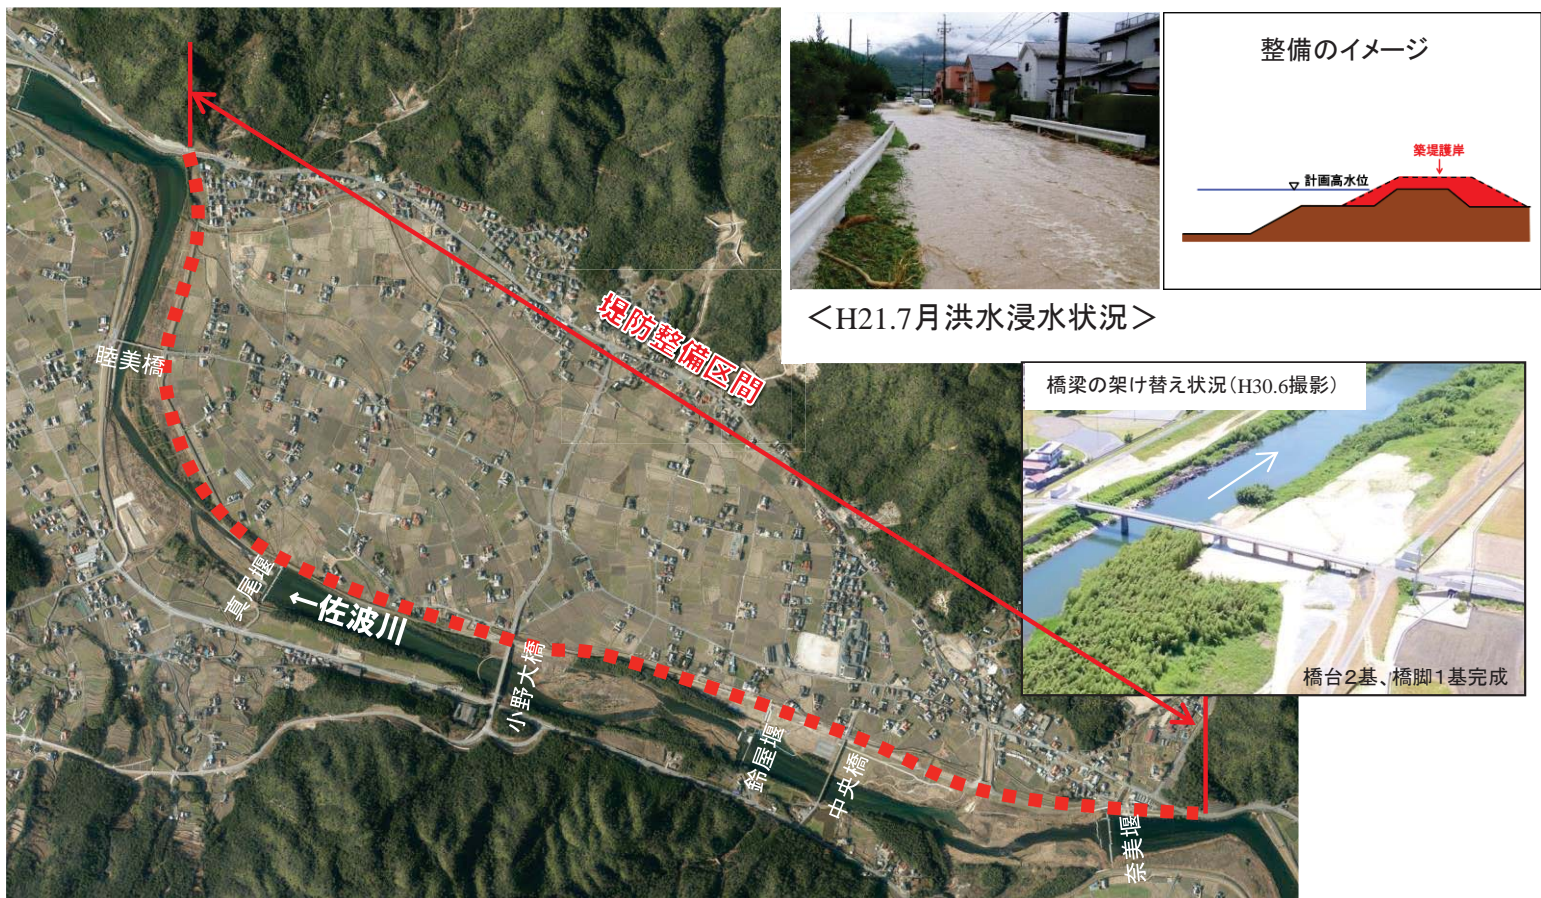 整備のイメージ
築堤護岸
計画高水位
＜H21.7月洪水浸水状況＞
堤防整備区間
睦美橋
橋梁の架け替え状況（H30.6撮影）
真尾堰
←佐波川
小野大橋
橋台2基、橋脚1基完成
鈴屋堰
中央橋
奈美堰